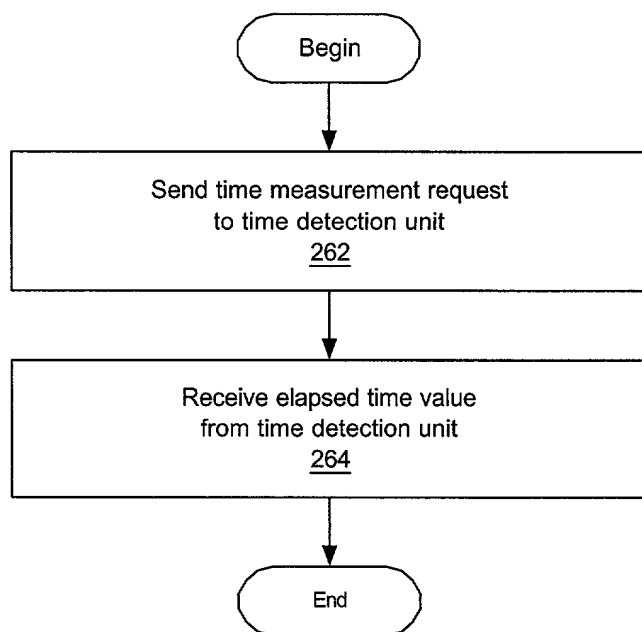 Begin
Send time measurement request
to time detection unit
262
Receive elapsed time value
from time detection unit
264
End